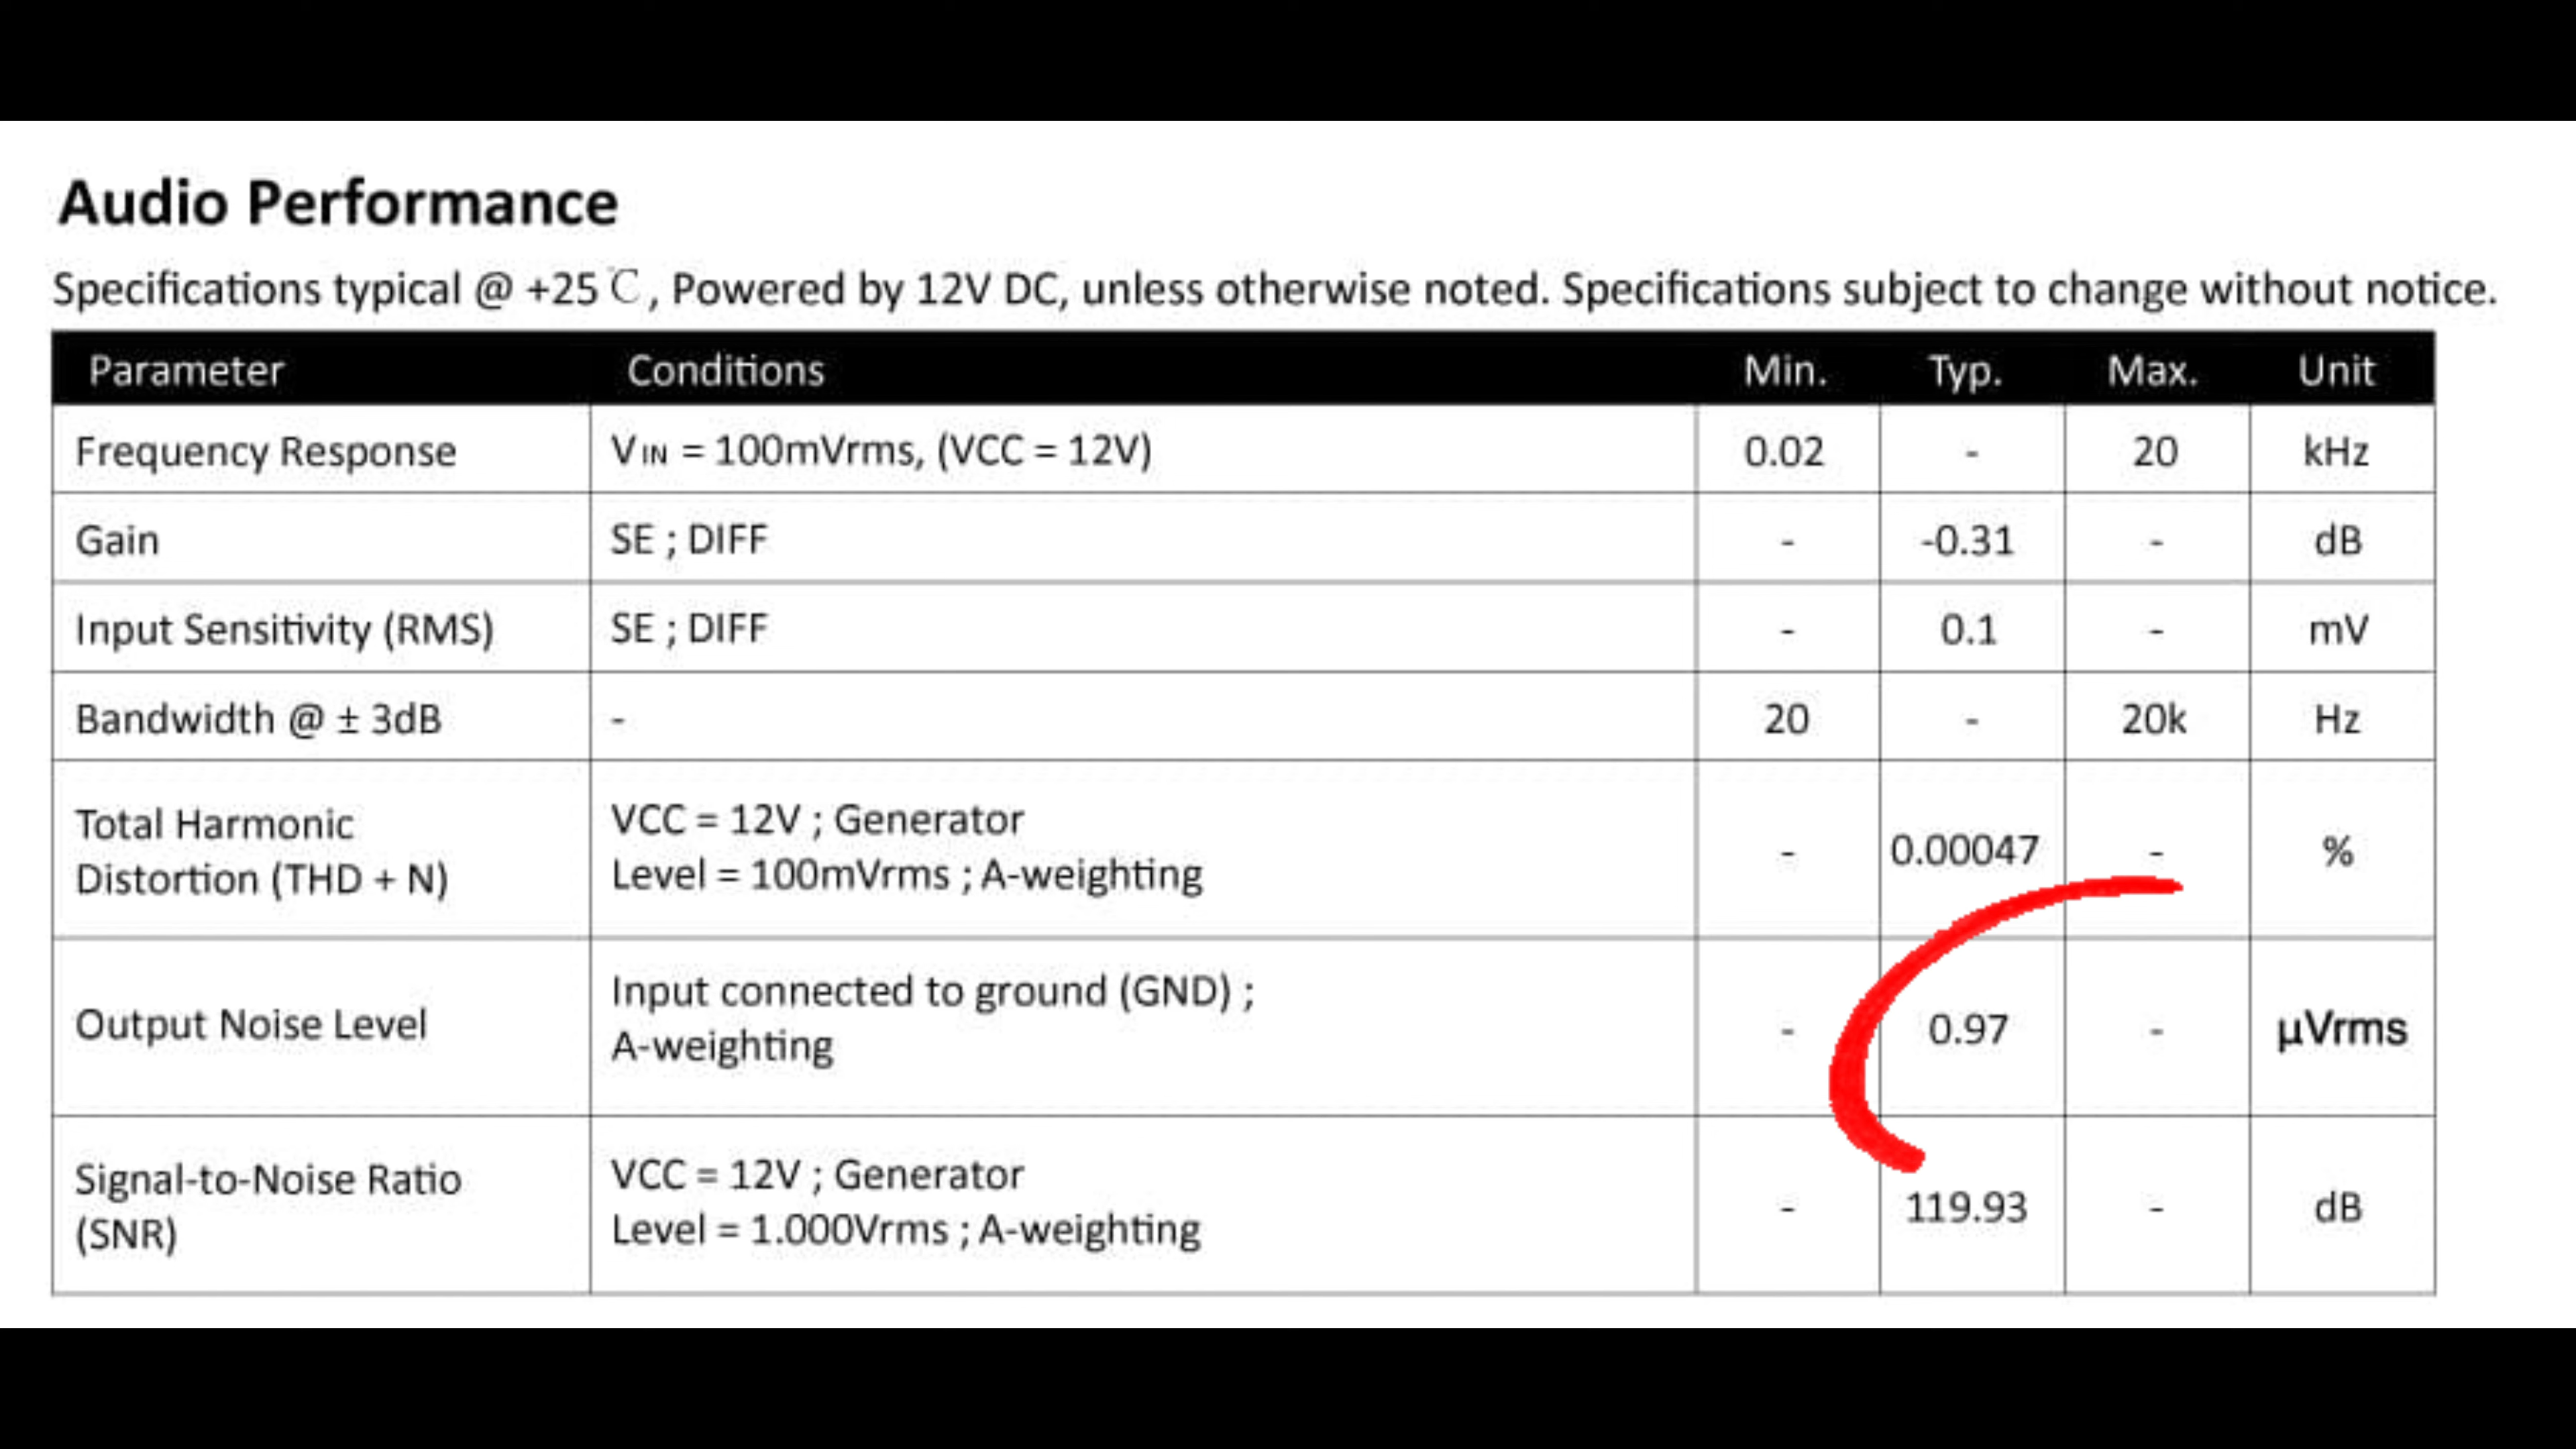 Audio Performance
Specifications typical @ +25℃, Powered by 12V DC, unless otherwise noted. Specifications subject to change without notice.
Parameter Conditions Min. Typ. Max. Unit
Frequency Response VIN = 100mVrms, (VCC = 12V) 0.02 - 20 kHz
Gain SE ; DIFF - -0.31 - dB
Input Sensitivity (RMS) SE ; DIFF - 0.1 - mV
Bandwidth @ ± 3dB - 20 - 20k Hz
Total Harmonic
Distortion (THD + N)
VCC = 12V ; Generator
Level = 100mVrms ; A-weighting
- 0.00047 - %
Output Noise Level
Input connected to ground (GND) ;
A-weighting
- 0.97 - µVrms
Signal-to-Noise Ratio
(SNR)
VCC = 12V ; Generator
Level = 1.000Vrms ; A-weighting
- 119.93 - dB